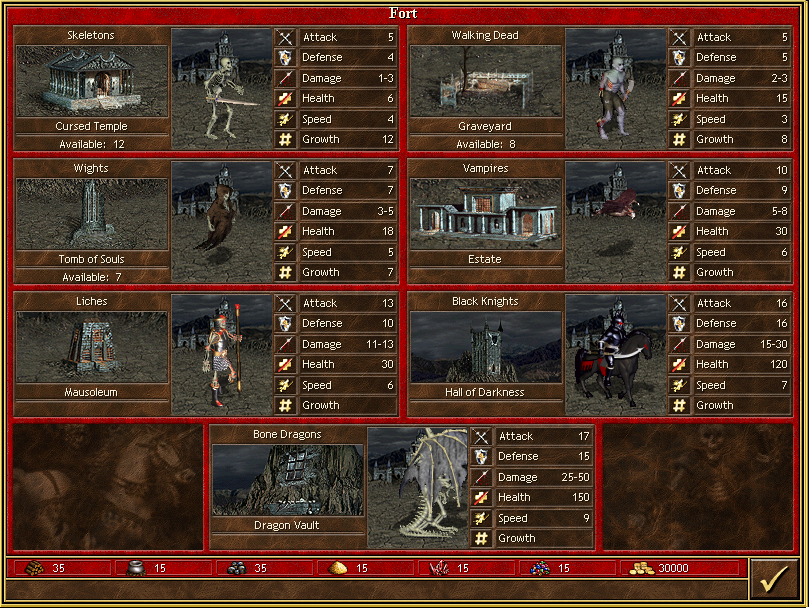 Fort
Skeletons
Cursed Temple
Available: 12
Attack 5
Defense 4
Damage 1-3
Health 6
Speed 4
Growth 12
Walking Dead
Graveyard
Available: 8
Attack 5
Defense 5
Damage 2-3
Health 15
Speed 3
Growth 8
Wights
Tomb of Souls
Available: 7
Attack 7
Defense 7
Damage 3-5
Health 18
Speed 5
Growth 7
Vampires
Estate
Attack 10
Defense 9
Damage 5-8
Health 30
Speed 6
Growth
Liches
Mausoleum
Attack 13
Defense 10
Damage 11-13
Health 30
Speed 6
Growth
Black Knights
Hall of Darkness
Attack 16
Defense 16
Damage 15-30
Health 120
Speed 7
Growth
Bone Dragons
Dragon Vault
Attack 17
Defense 15
Damage 25-50
Health 150
Speed 9
Growth
35 15 35 15 15 15 30000